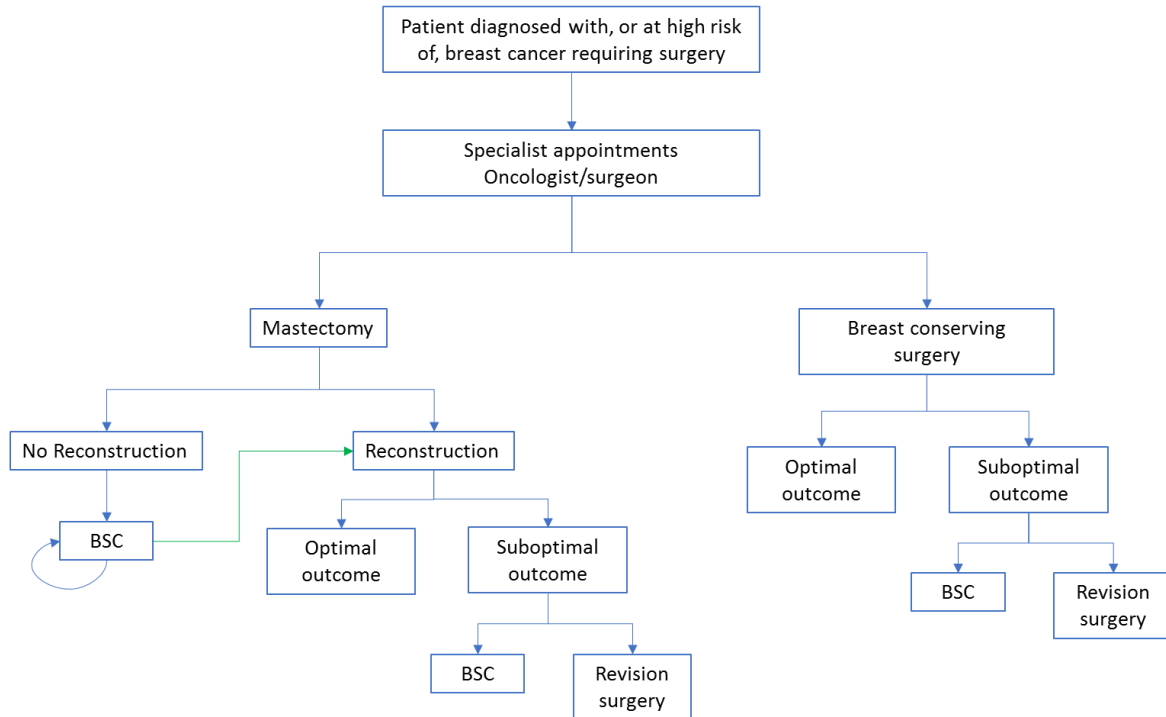 Patient diagnosed with, or at high risk
of, breast cancer requiring surgery
Specialist appointments
Oncologist/surgeon
Mastectomy
Breast conserving
surgery
No Reconstruction
Reconstruction
Optimal
outcome
Suboptimal
outcome
BSC
Optimal
outcome
Suboptimal
outcome
BSC
Revision
surgery
BSC
Revision
surgery